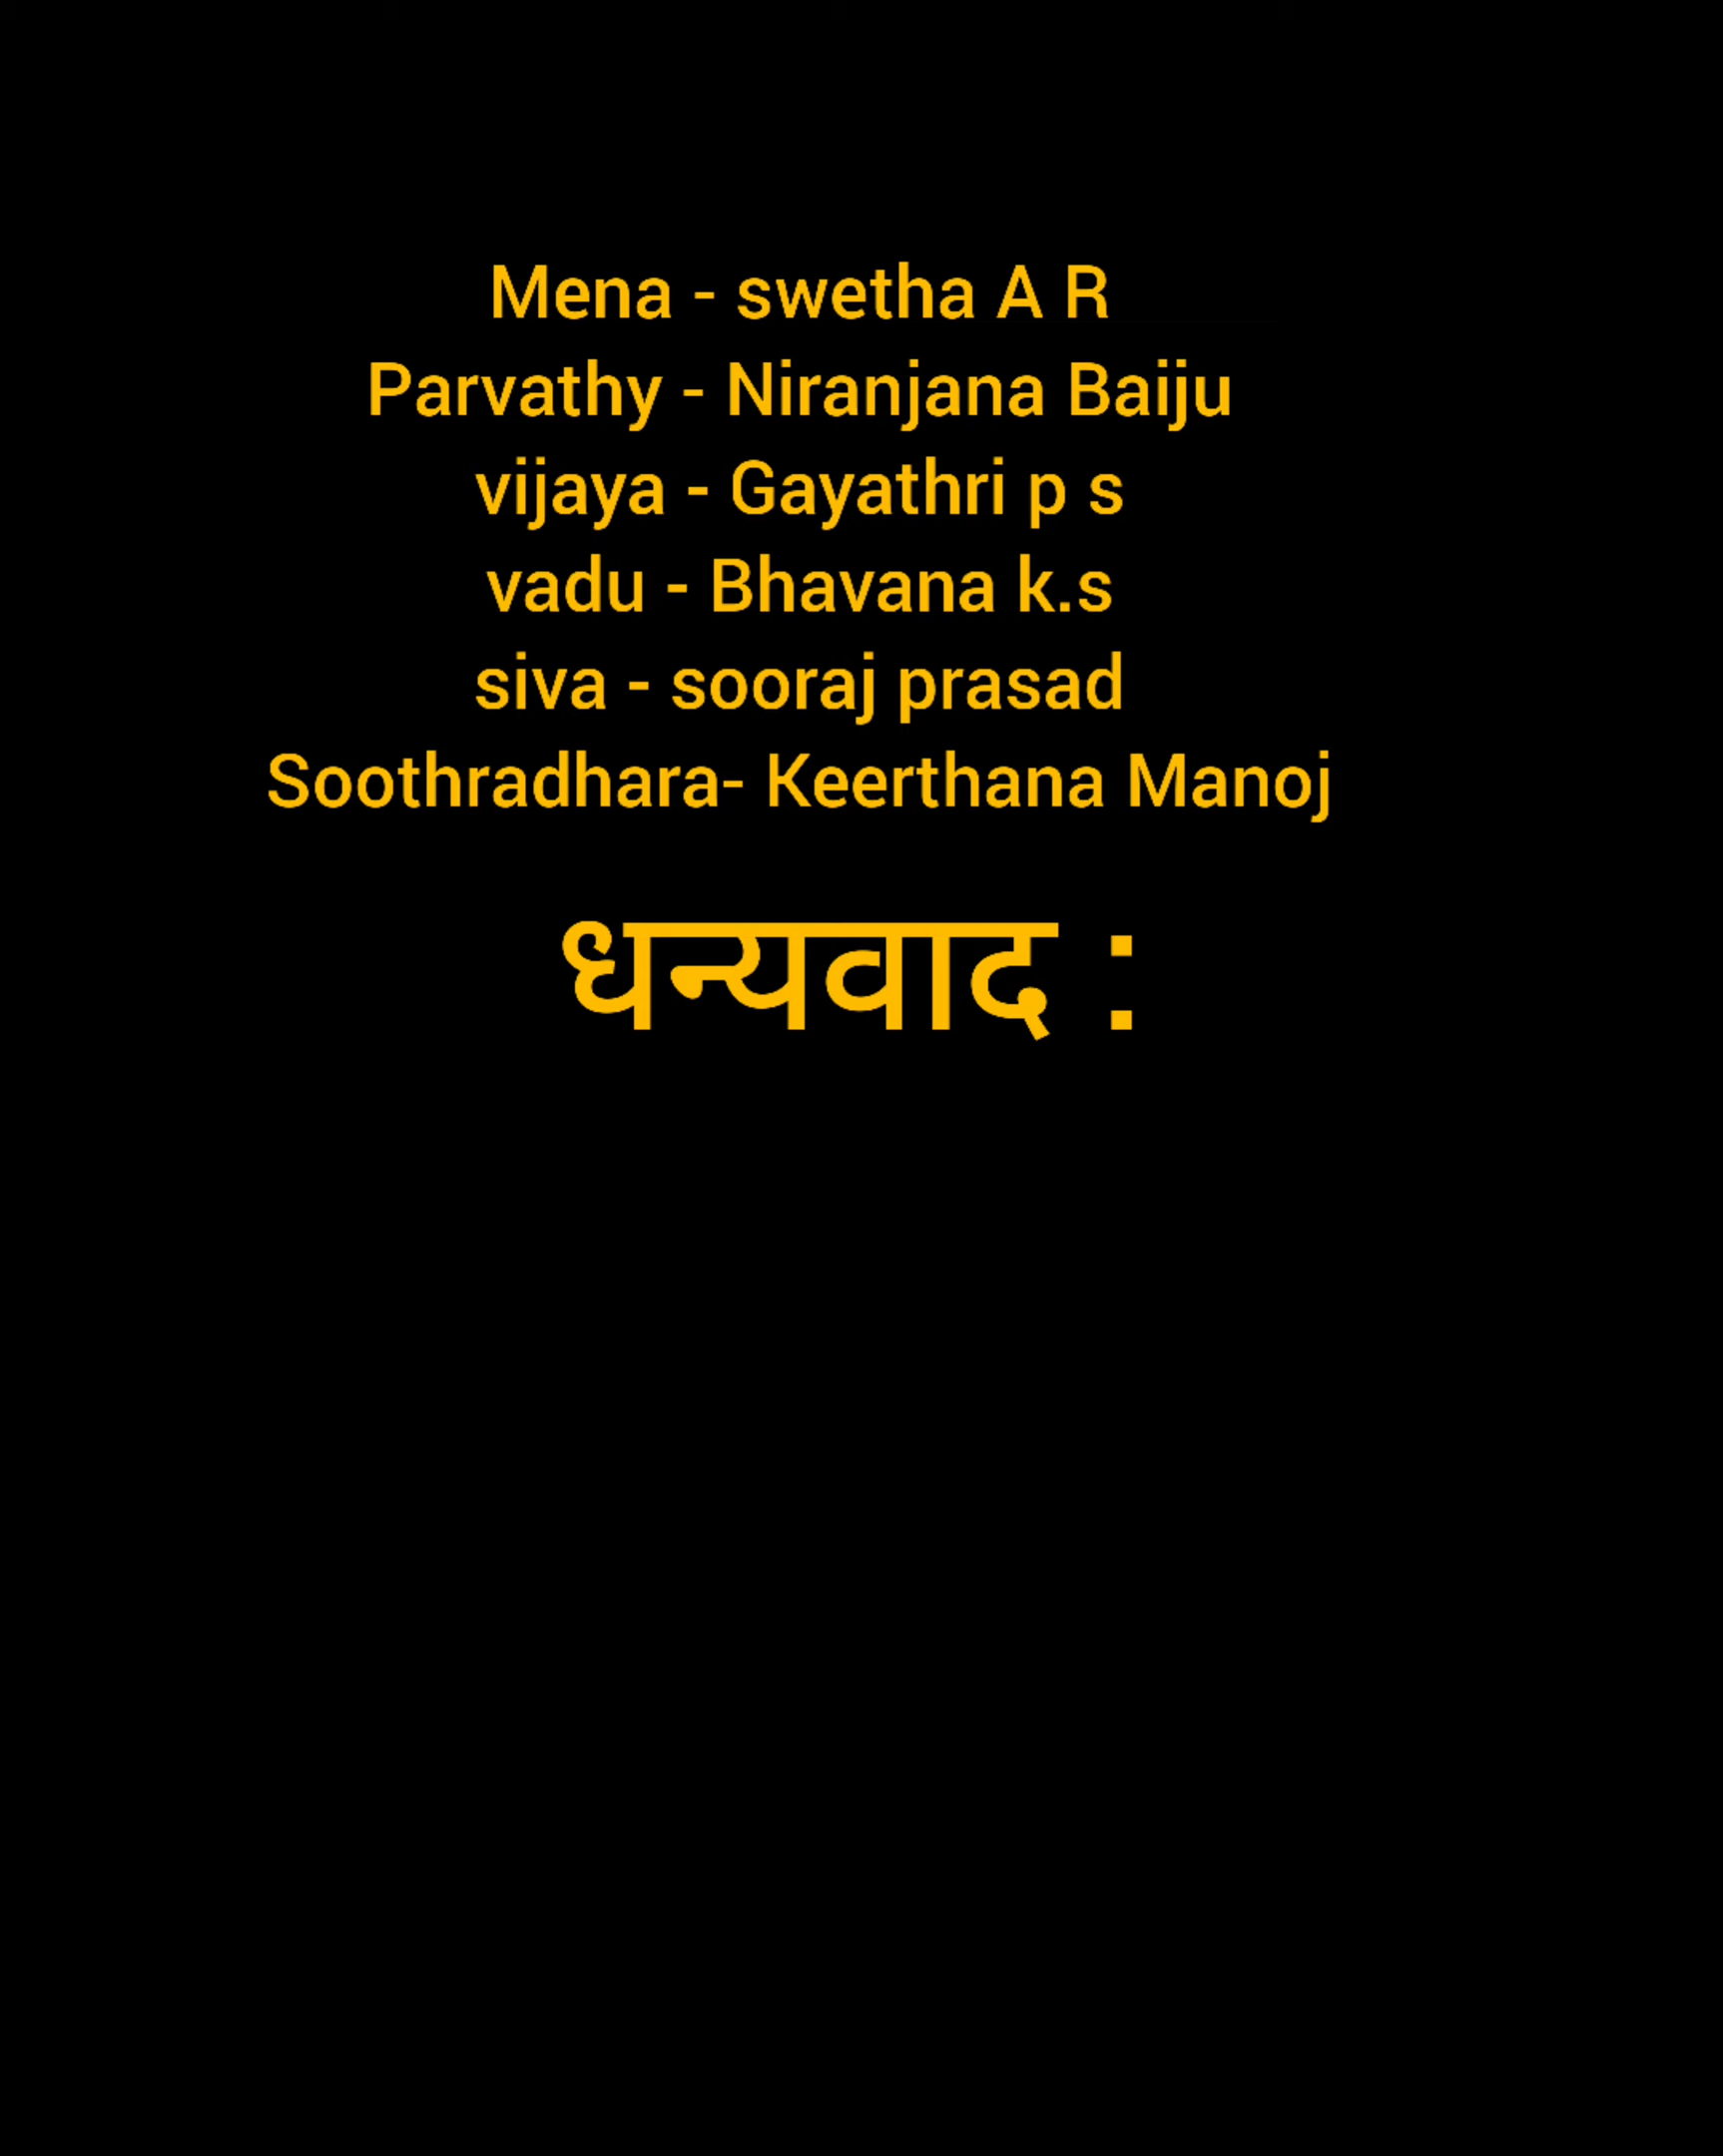 Mena - swetha A R
Parvathy - Niranjana Baiju
vijaya - Gayathri p s
vadu - Bhavana k.s
siva - sooraj prasad
Soothradhara- Keerthana Manoj
धन्यवाद :